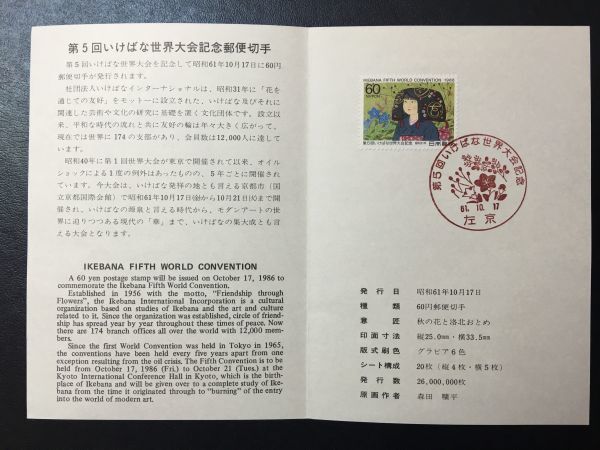 第5回いけばな世界大会記念郵便切手
第5回いけばな世界大会を記念して昭和61年10月17日に60円
郵便切手が発行されます。
社団法人いけばなインターナショナルは、昭和31年に「花を
通じての友好」をモットーに設立された、いけばな及びそれに
関連した芸術や文化の研究に基礎を置く文化団体です。設立以
来、平和な時代の流れと共に友好の輪は年々大きく広がって、
現在では世界に174の支部があり、会員数は12,000人に達して
います。
昭和40年に第1回世界大会が東京で開催されて以来、オイル
ショックによる1度の例外はあったものの、5年ごとに開催され
ています。今大会は、いけばな発祥の地とも言える京都市(国
立京都国際会館)で昭和61年10月17日(金)から10月21日(火)まで開
催され、いけばなの源泉と言える時代から、モダンアートの世
界に迫りつつある現代の「華」まで、いけばなの集大成とも言
える大会となります。
IKEBANA FIFTH WORLD CONVENTION
A 60 yen postage stamp will be issued on October 17, 1986 to
commemorate the Ikebana Fifth World Convention.
Established in 1956 with the motto, "Friendship through
Flowers", the Ikebana International Incorporation is a cultural
organization based on studies of Ikebana and the art and culture
related to it. Since the organization was established, circle of friend-
ship has spread year by year throughout these times of peace. Now
there are 174 branch offices all over the world with 12,000 mem-
bers.
Since the first World Convention was held in Tokyo in 1965,
the conventions have been held every five years apart from one
exception resulting from the oil crisis. The Fifth Convention is to be
held from October 17, 1986 (Fri.) to October 21 (Tues.) at the
Kyoto International Conference Hall in Kyoto, which is the birth-
place of Ikebana and will be given over to a complete study of Ike-
bana from the time it originated through to "burning" of the entry
into the world of modern art.
IKEBANA FIFTH WORLD CONVENTION 1986
60
NIPPON
第5回いけばな世界大会記念
日本郵便
第5回いけばな世界大会記念
61.10.17
左京
発行日 昭和61年10月17日
種類 60円郵便切手
意匠 秋の花と洛北おとめ
印面寸法 縦25.0mm・横33.5mm
版式刷色 グラビア6色
シート構成 20枚(縦4枚・横5枚)
発行数 26,000,000枚
原画作者 森田曠平